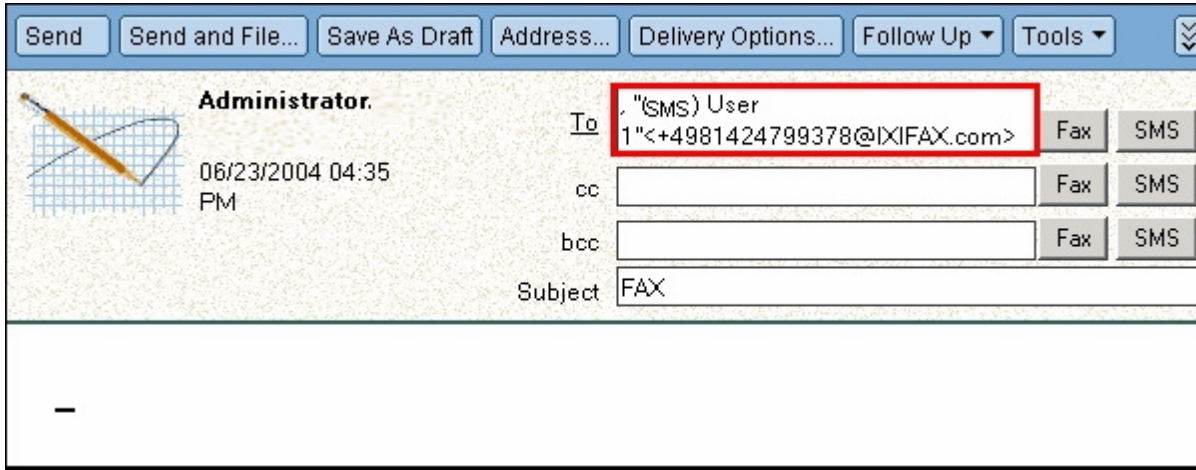 Send Send and File... Save As Draft Address... Delivery Options... Follow Up Tools
Administrator.
06/23/2004 04:35
PM
To , "(SMS) User
1"<+4981424799378@IXIFAX.com> Fax SMS
cc Fax SMS
bcc Fax SMS
Subject FAX